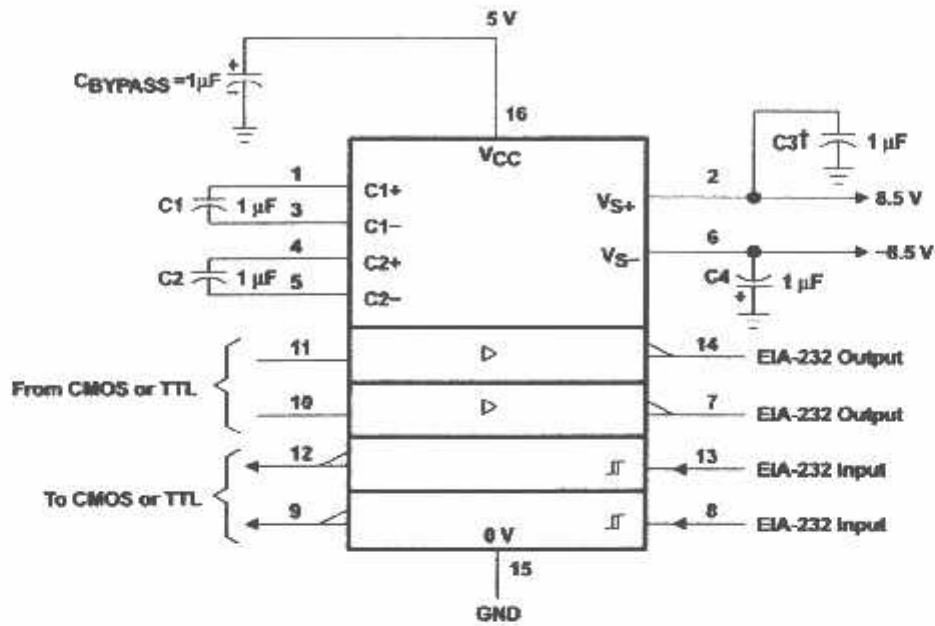 5 V
CBYPASS =1µF
+
–
16
VCC
C3†
1 µF
1
C1+
C1
1 µF
3
C1–
2
VS+
8.5 V
4
C2+
C2
1 µF
5
C2–
6
VS–
–8.5 V
C4
+
1 µF
11
14
EIA-232 Output
From CMOS or TTL
10
7
EIA-232 Output
12
13
EIA-232 Input
To CMOS or TTL
9
8
EIA-232 Input
0 V
15
GND